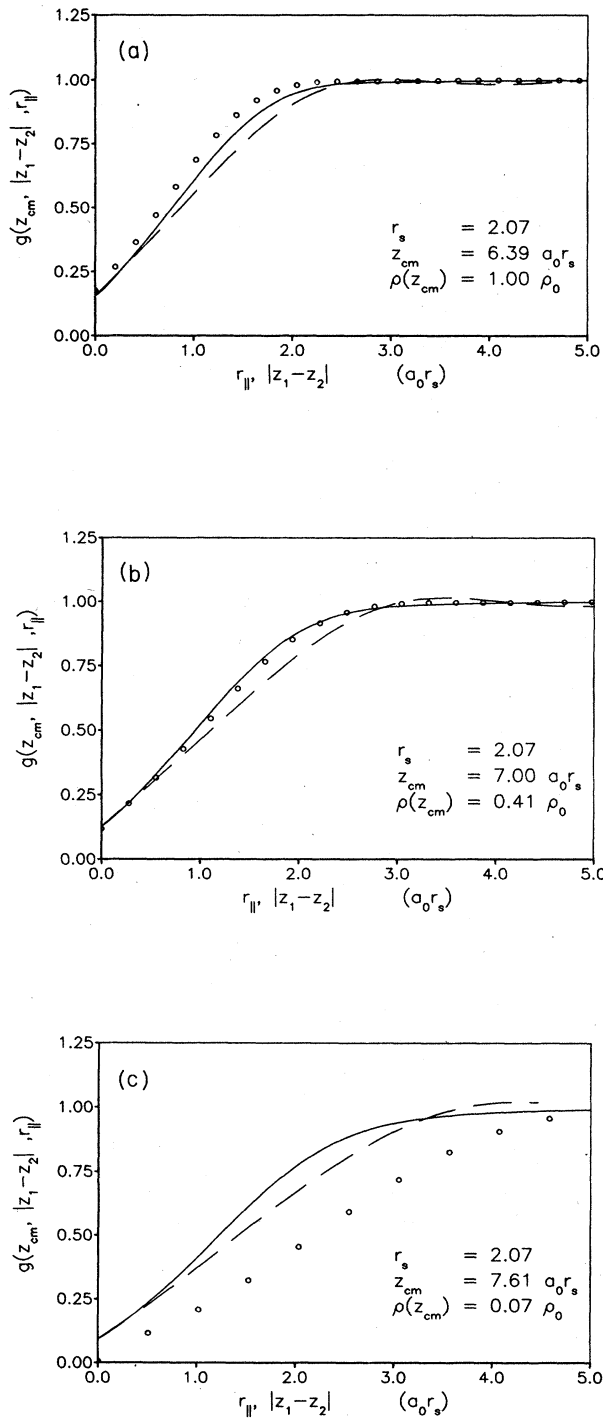 (a)
1.25
1.00
0.75
0.50
0.25
0.00
g(z_cm, |z_1−z_2| ,r_||)
r_s = 2.07
z_cm = 6.39 a_0r_s
ρ(z_cm) = 1.00 ρ_0
0.0 1.0 2.0 3.0 4.0 5.0
r_||, |z_1−z_2| (a_0r_s)
(b)
1.25
1.00
0.75
0.50
0.25
0.00
g(z_cm, |z_1−z_2| ,r_||)
r_s = 2.07
z_cm = 7.00 a_0r_s
ρ(z_cm) = 0.41 ρ_0
0.0 1.0 2.0 3.0 4.0 5.0
r_||, |z_1−z_2| (a_0r_s)
(c)
1.25
1.00
0.75
0.50
0.25
0.00
g(z_cm, |z_1−z_2| ,r_||)
r_s = 2.07
z_cm = 7.61 a_0r_s
ρ(z_cm) = 0.07 ρ_0
0.0 1.0 2.0 3.0 4.0 5.0
r_||, |z_1−z_2| (a_0r_s)